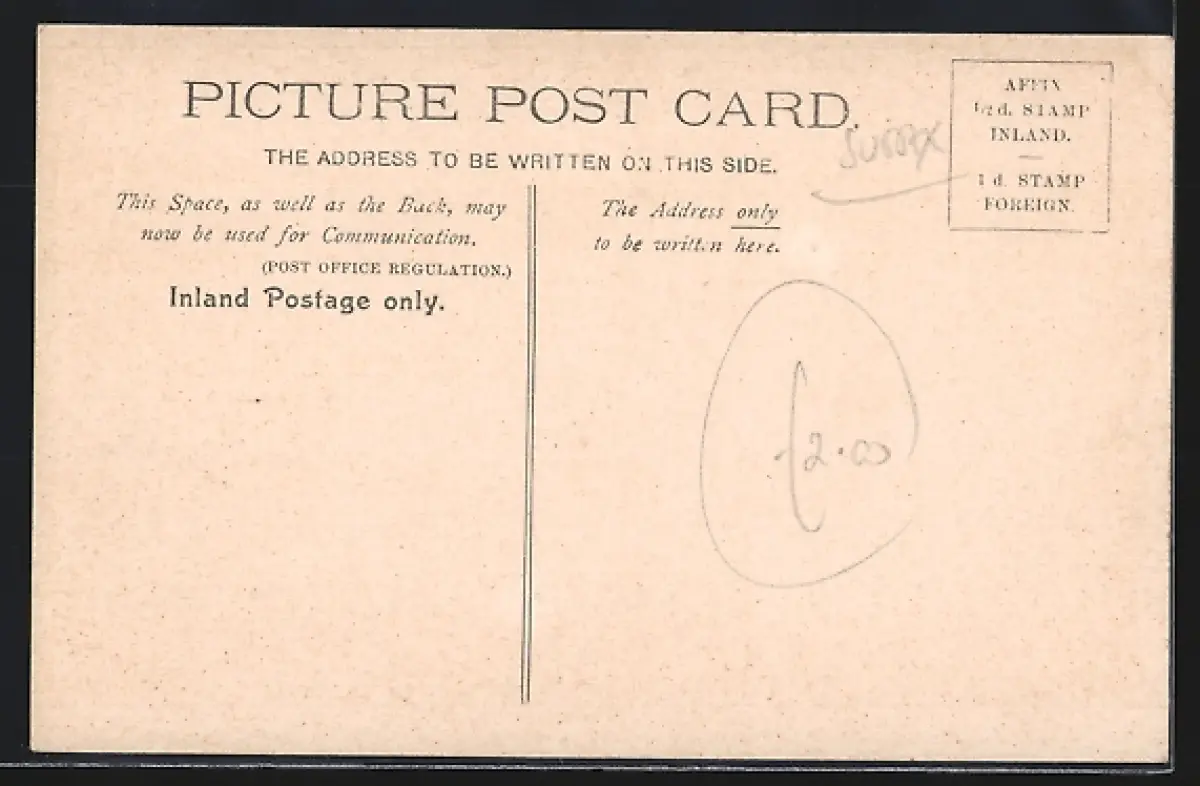 PICTURE POST CARD.
THE ADDRESS TO BE WRITTEN ON THIS SIDE.
This Space, as well as the Back, may
now be used for Communication.
(POST OFFICE REGULATION.)
Inland Postage only.
The Address only
to be written here.
SUSSEX
AFFIX
½d. STAMP
INLAND.
1d. STAMP
FOREIGN.
£2.00